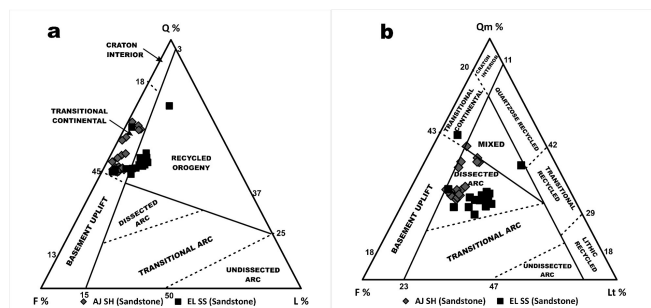 a
Q %
CRATON
INTERIOR
3
18
TRANSITIONAL
CONTINENTAL
45
RECYCLED
OROGENY
37
BASEMENT UPLIFT
DISSECTED
ARC
25
TRANSITIONAL ARC
13
UNDISSECTED
ARC
F %
15
50
L %
AJ SH (Sandstone)
EL SS (Sandstone)
b
Qm %
11
20
CRATON
INTERIOR
TRANSITIONAL
CONTINENTAL
QUARTZOSE RECYCLED
43
MIXED
42
DISSECTED
ARC
TRANSITIONAL
RECYCLED
BASEMENT UPLIFT
29
TRANSITIONAL ARC
LITHIC
RECYCLED
18
UNDISSECTED
ARC
18
F %
23
47
Lt %
AJ SH (Sandstone)
EL SS (Sandstone)